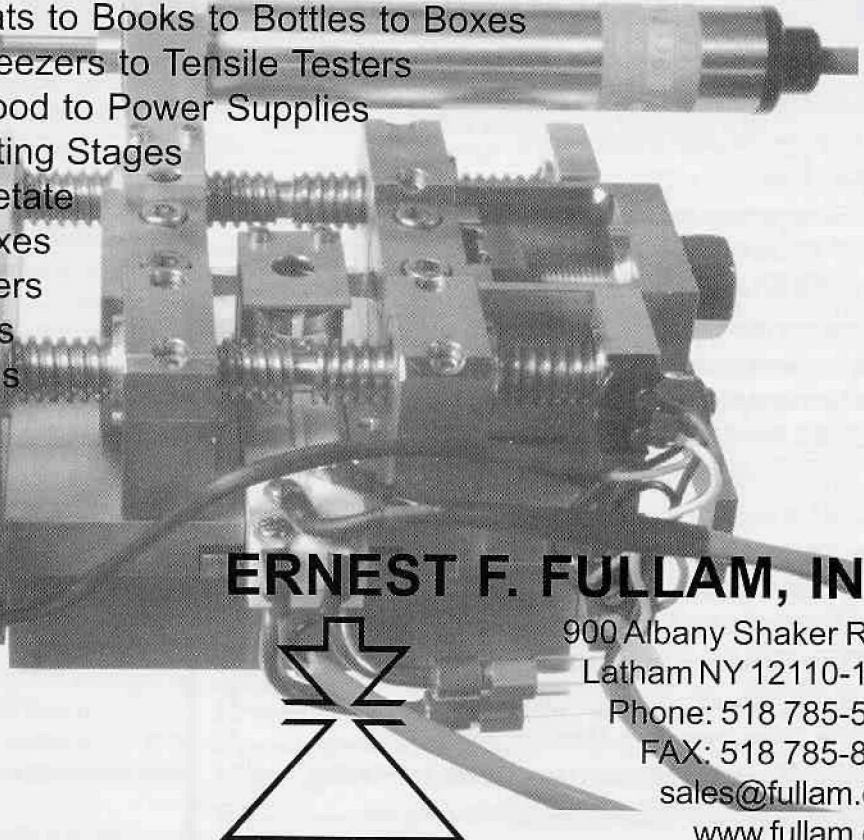 ats to Books to Bottles to Boxes
eezers to Tensile Testers
ood to Power Supplies
ting Stages
etate
xes
ers
s
s
ERNEST F. FULLAM, IN
900 Albany Shaker R
Latham NY 12110-1
Phone: 518 785-5
FAX: 518 785-8
sales@fullam.
www.fullam.